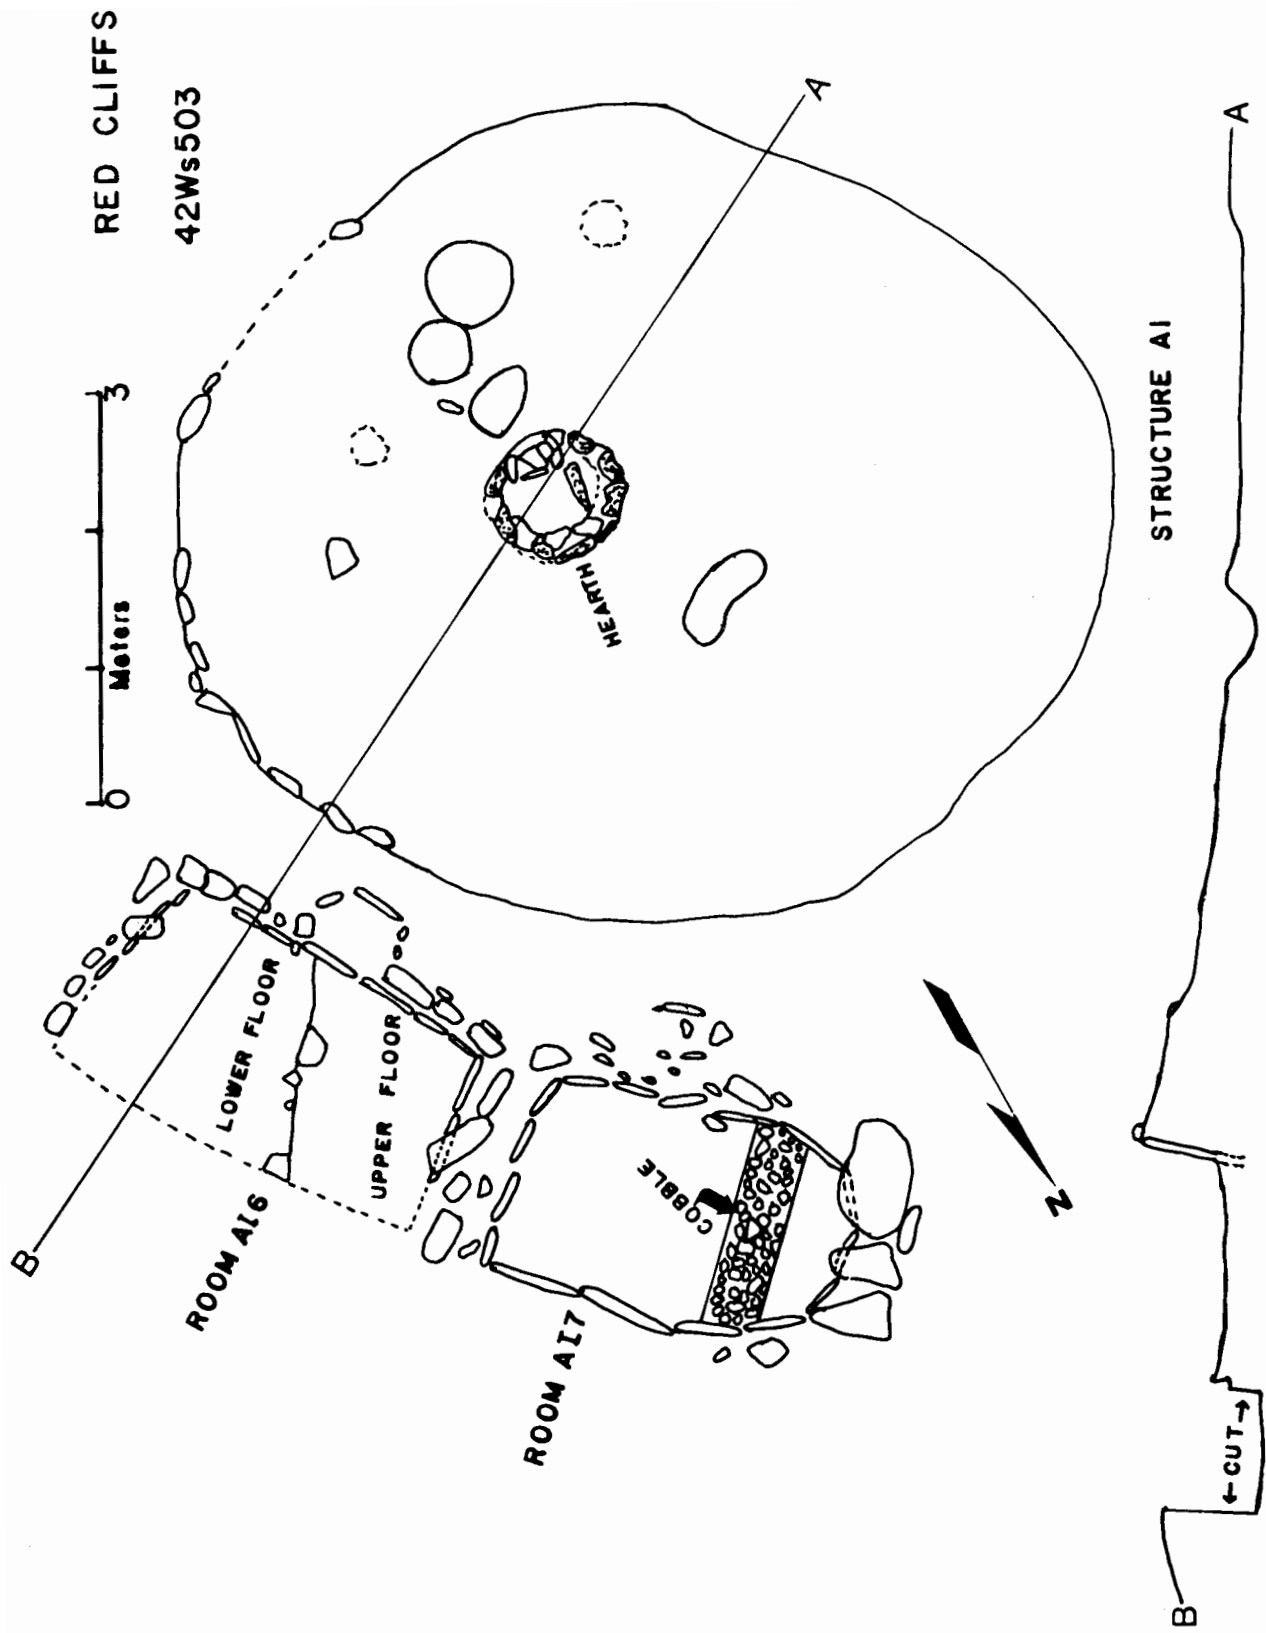 RED CLIFFS
42Ws503
0 3
Meters
A
B
HEARTH
LOWER FLOOR
UPPER FLOOR
ROOM A16
ROOM A17
COBBLE
N
STRUCTURE A1
A
B
←CUT→